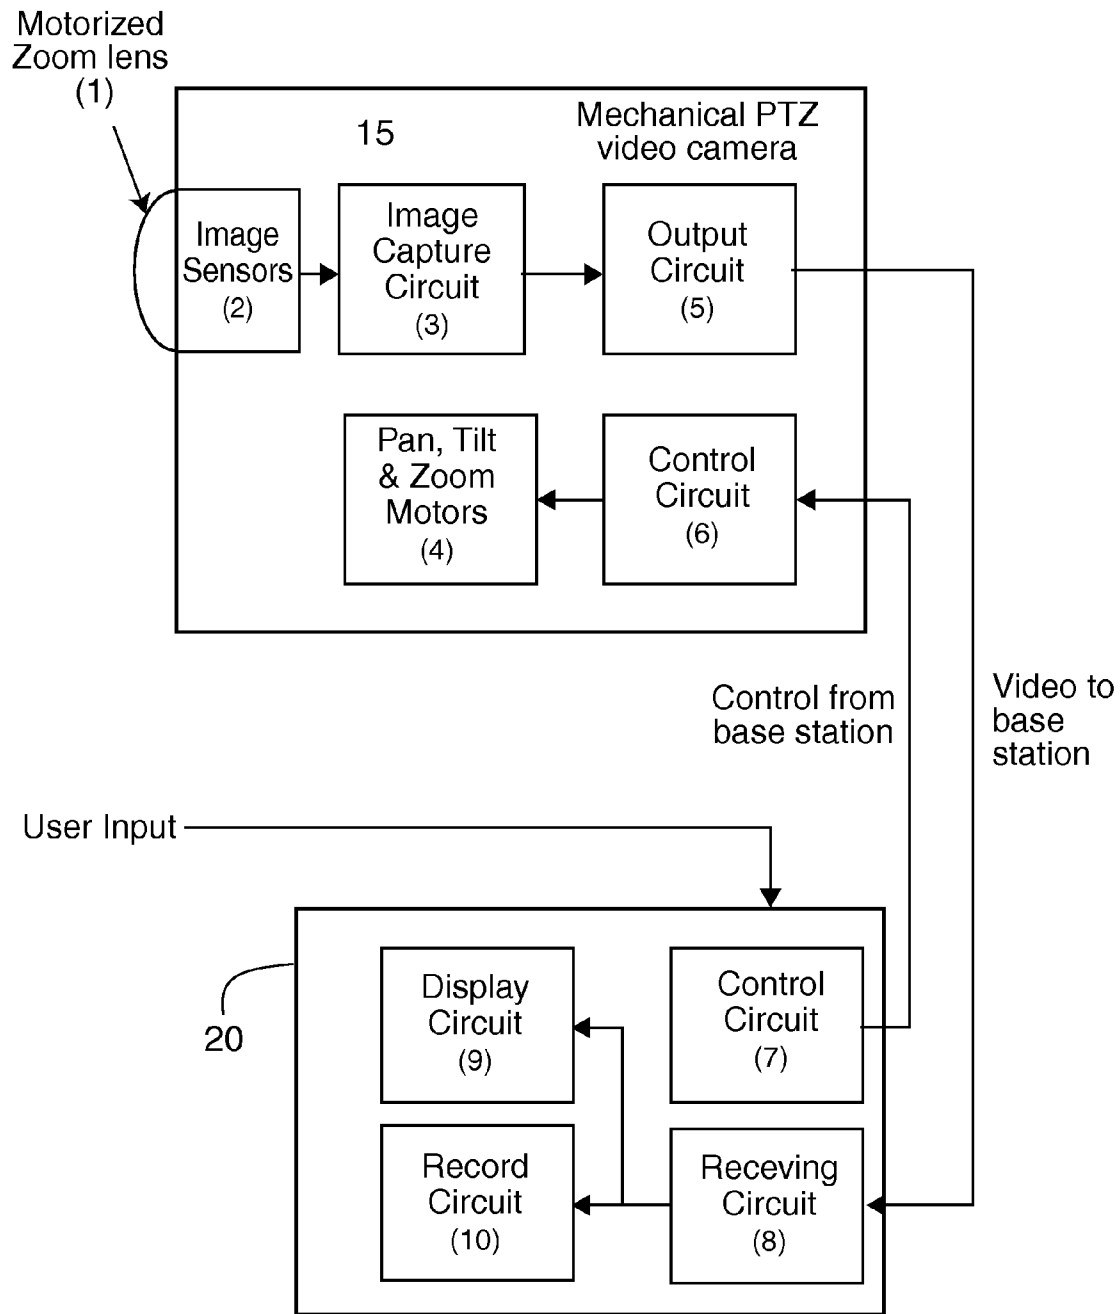 Motorized
Zoom lens
(1)
15
Mechanical PTZ
video camera
Image
Sensors
(2)
Image
Capture
Circuit
(3)
Output
Circuit
(5)
Pan, Tilt
& Zoom
Motors
(4)
Control
Circuit
(6)
Control from
base station
Video to
base
station
User Input
20
Display
Circuit
(9)
Control
Circuit
(7)
Record
Circuit
(10)
Receving
Circuit
(8)